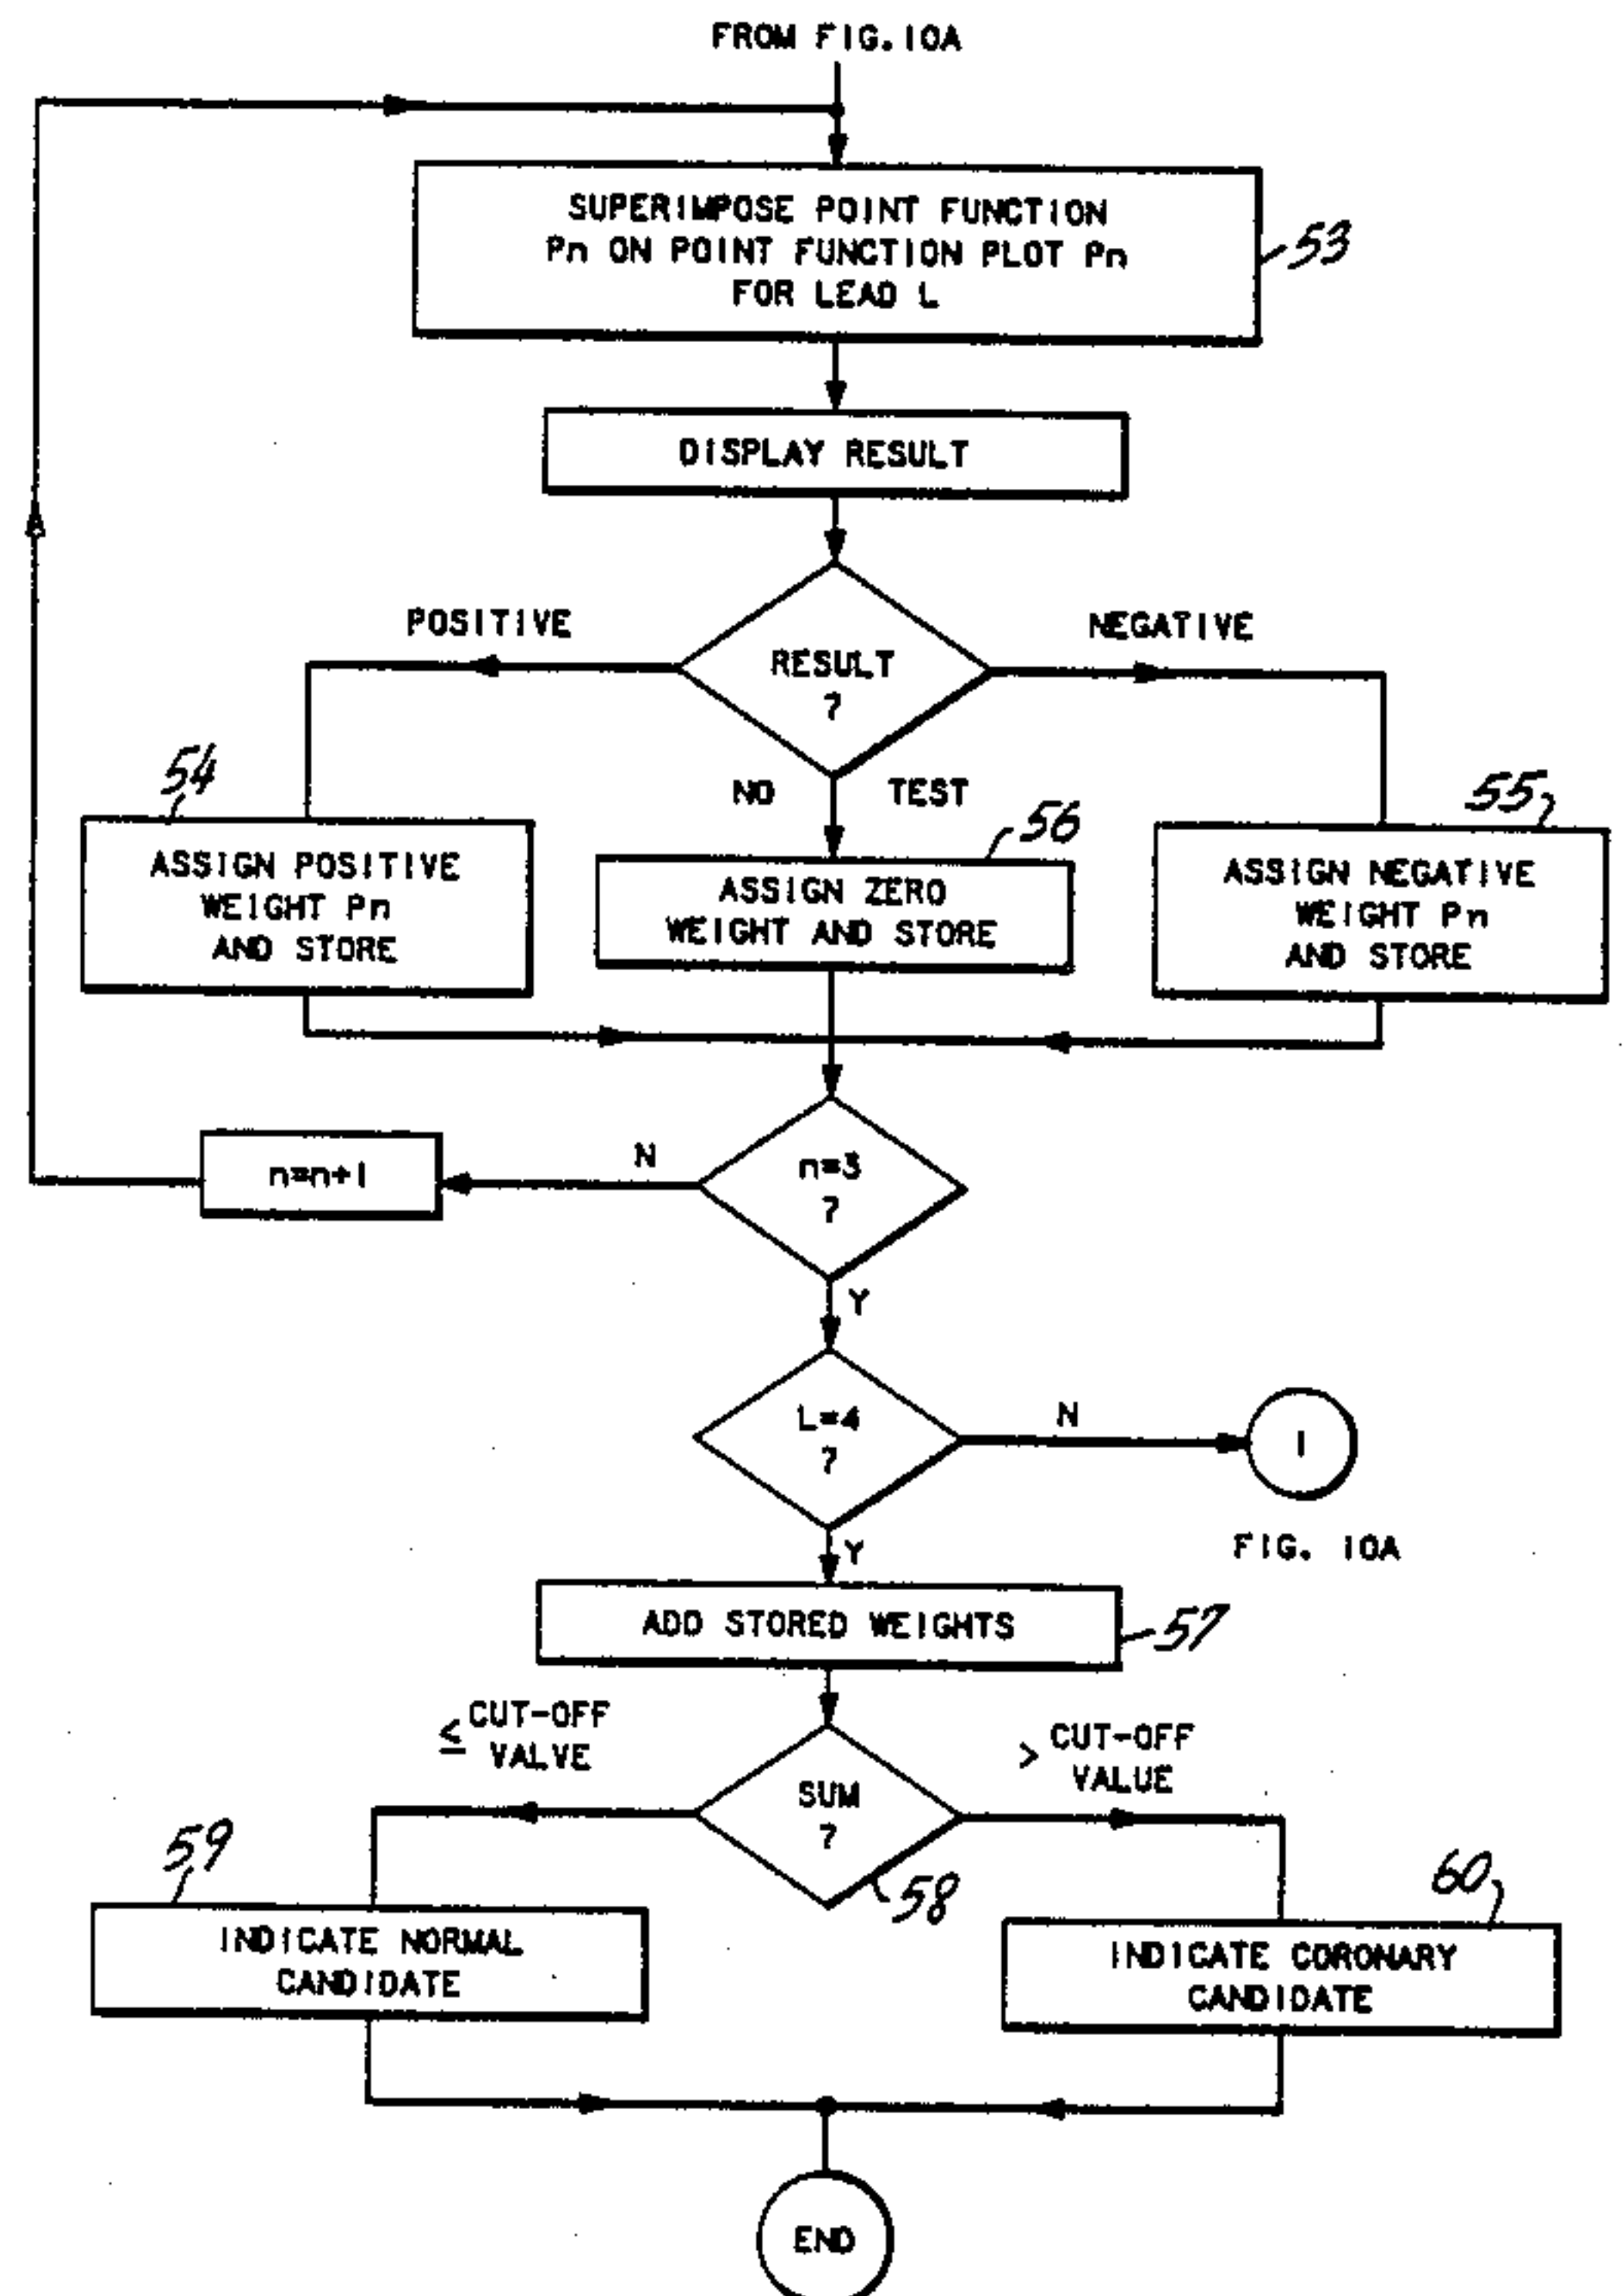 FROM FIG. 10A
SUPERIMPOSE POINT FUNCTION
Pn ON POINT FUNCTION PLOT Pn
FOR LEAD L
53
DISPLAY RESULT
POSITIVE
NEGATIVE
RESULT
?
NO TEST
54
56
55
ASSIGN POSITIVE
WEIGHT Pn
AND STORE
ASSIGN ZERO
WEIGHT AND STORE
ASSIGN NEGATIVE
WEIGHT Pn
AND STORE
n=n+1
N
n=3
?
Y
L=4
?
N
1
FIG. 10A
Y
ADD STORED WEIGHTS
57
≤ CUT-OFF
VALVE
> CUT-OFF
VALUE
SUM
?
58
59
60
INDICATE NORMAL
CANDIDATE
INDICATE CORONARY
CANDIDATE
END